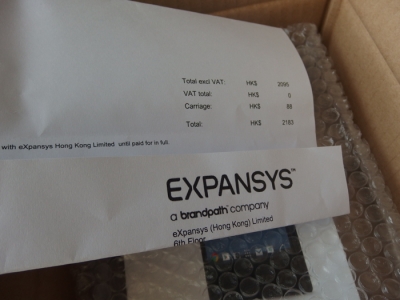 Total excl VAT: HK$ 2095
VAT total: HK$ 0
Carriage: HK$ 88
Total: HK$ 2183
with eXpansys Hong Kong Limited until paid for in full.
EXPANSYS™
a brandpath company
eXpansys (Hong Kong) Limited
6th Floor